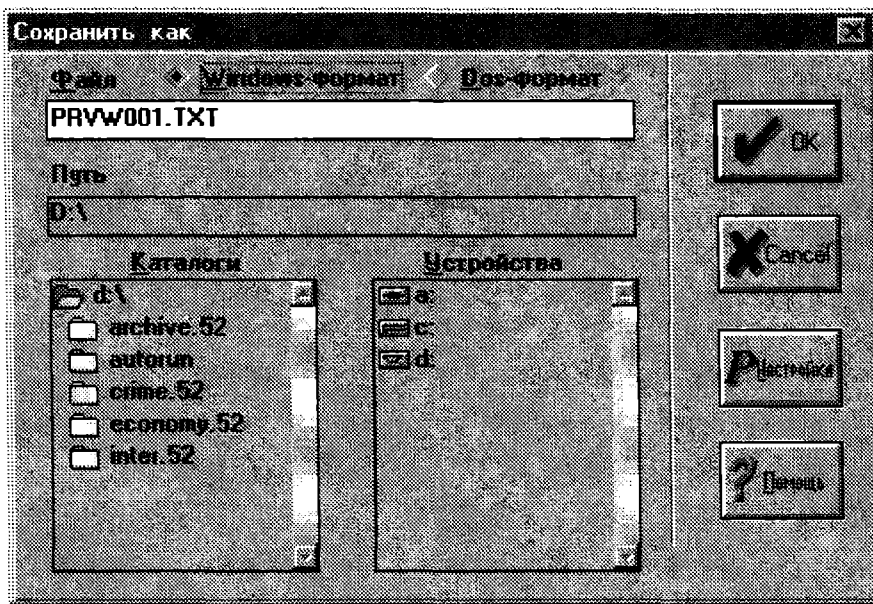 Сохранить как
Файл Windows-формат Dos-формат
PRVW001.TXT
OK
Путь
D:\
Cancel
Каталоги Устройства
d:\ a:
archive.52 c:
autorun d:
Настройка
crime.52
economy.52
inter.52
Помощь